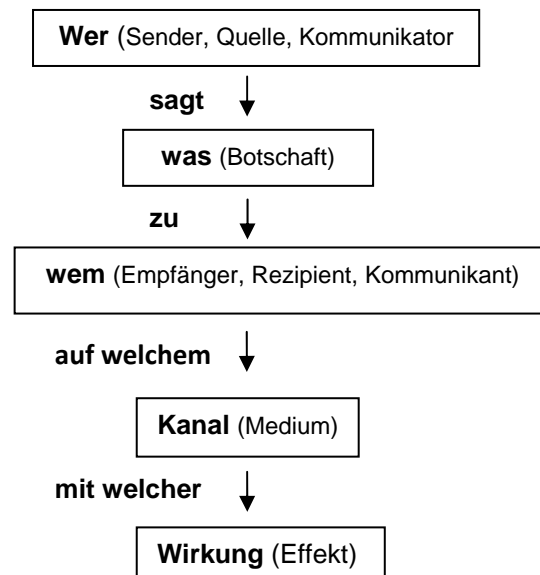 Wer (Sender, Quelle, Kommunikator
sagt
was (Botschaft)
zu
wem (Empfänger, Rezipient, Kommunikant)
auf welchem
Kanal (Medium)
mit welcher
Wirkung (Effekt)